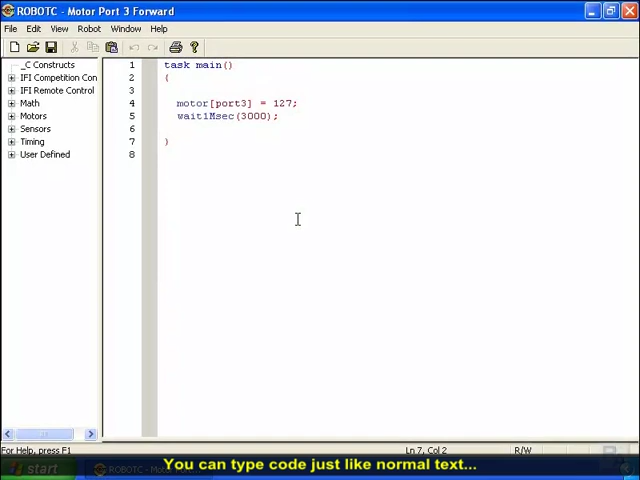 ROBOTC - Motor Port 3 Forward
File Edit View Robot Window Help
_C Constructs
IFI Competition Con
IFI Remote Control
Math
Motors
Sensors
Timing
User Defined
1 task main()
2 {
3
4 motor[port3] = 127;
5 wait1Msec(3000);
6
7 }
8
For Help, press F1 Ln 7, Col 2 R/W
start ROBOTC
You can type code just like normal text...